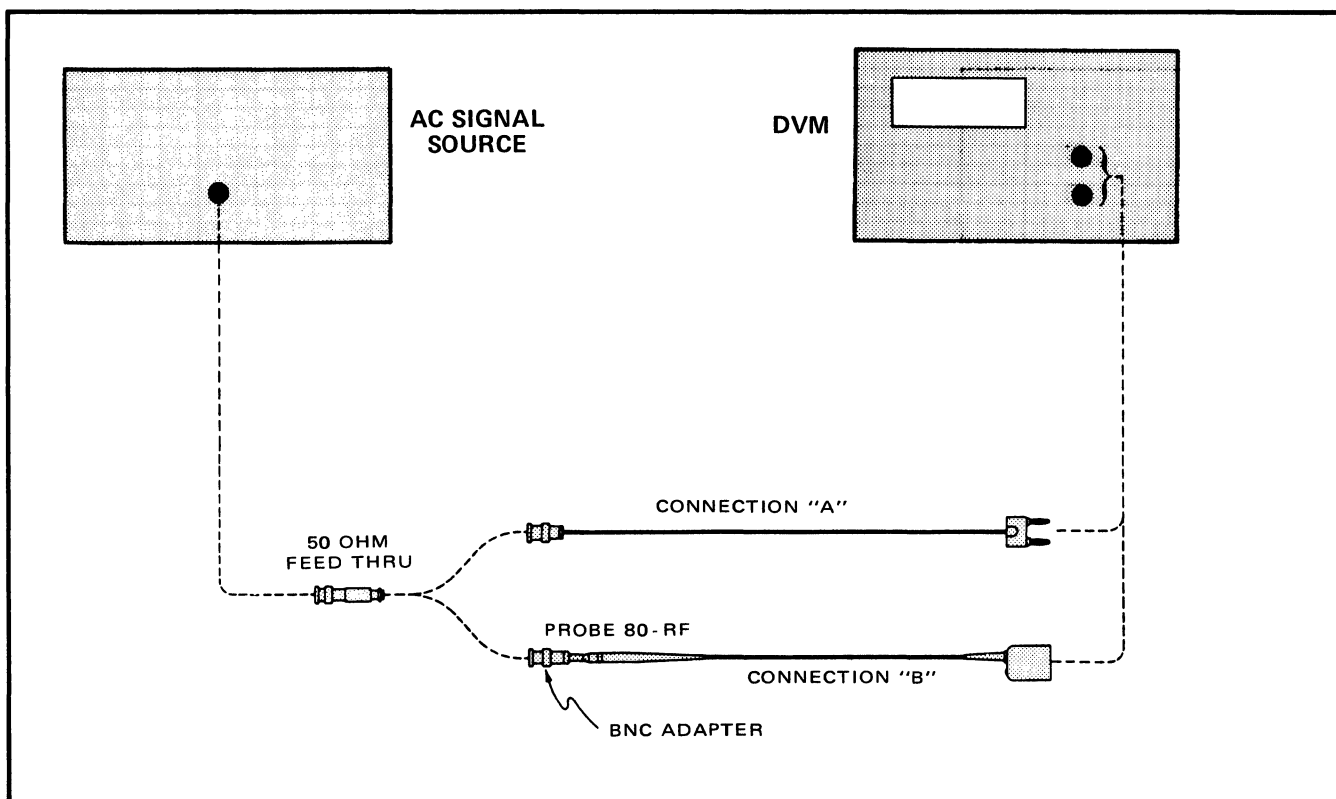 AC SIGNAL
SOURCE
DVM
CONNECTION "A"
50 OHM
FEED THRU
PROBE 80-RF
CONNECTION "B"
BNC ADAPTER